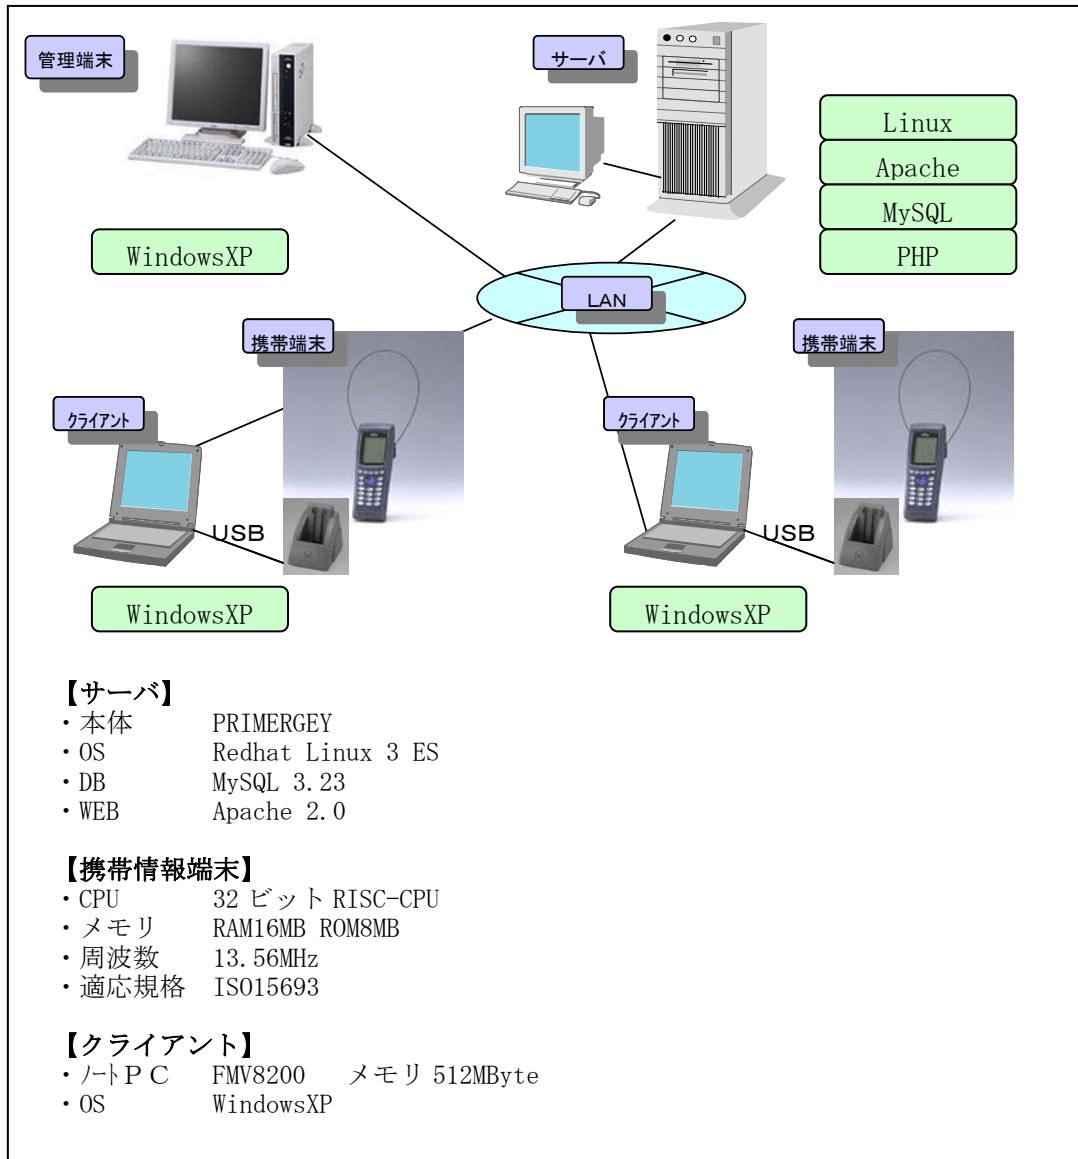 管理端末
サーバ
Linux
Apache
MySQL
PHP
WindowsXP
LAN
携帯端末
携帯端末
クライアント
クライアント
USB
USB
WindowsXP
WindowsXP
【サーバ】
・本体 PRIMERGEY
・OS Redhat Linux 3 ES
・DB MySQL 3.23
・WEB Apache 2.0
【携帯情報端末】
・CPU 32 ビット RISC-CPU
・メモリ RAM16MB ROM8MB
・周波数 13.56MHz
・適応規格 ISO15693
【クライアント】
・ノートＰＣ FMV8200 メモリ 512MByte
・OS WindowsXP